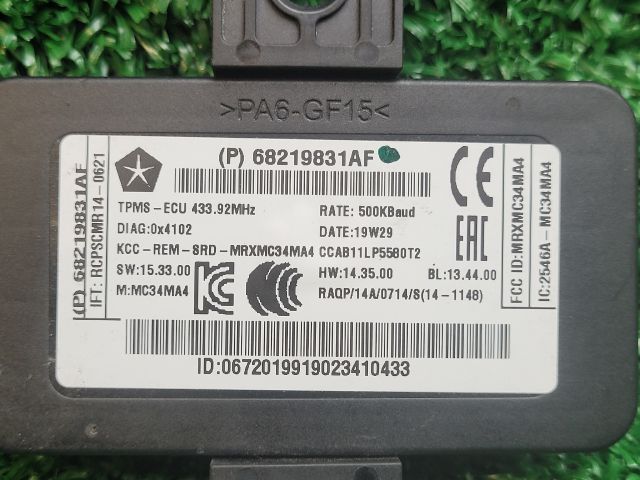 >PA6-GF15<
(P) 68219831AF
TPMS-ECU 433.92MHz RATE: 500KBaud
DIAG:0x4102 DATE:19W29
KCC-REM-SRD-MRXMC34MA4 CCAB11LP5580T2
SW:15.33.00 HW:14.35.00 BL:13.44.00
M:MC34MA4 RAQP/14A/0714/S(14-1148)
ID:0672019919023410433
(P) 68219831AF
IFT: RCPSCMR14-0621
CE
EAC
FCC ID:MRXMC34MA4
IC:2546A-MC34MA4